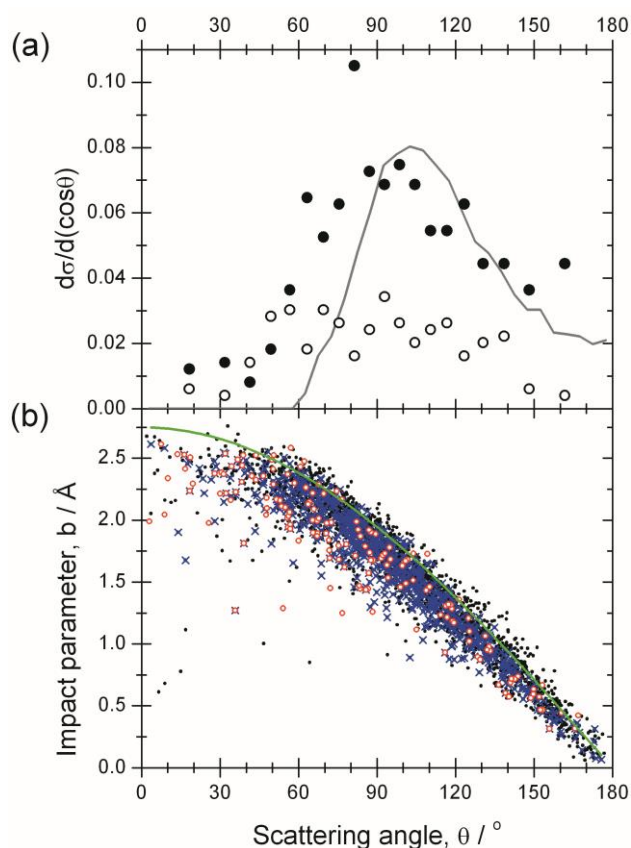 (a)
0 30 60 90 120 150 180
0.10
0.08
0.06
0.04
0.02
0.00
dσ/d(cosθ)
(b)
2.5
2.0
1.5
1.0
0.5
0.0
Impact parameter, b / Å
0 30 60 90 120 150 180
Scattering angle, θ / °